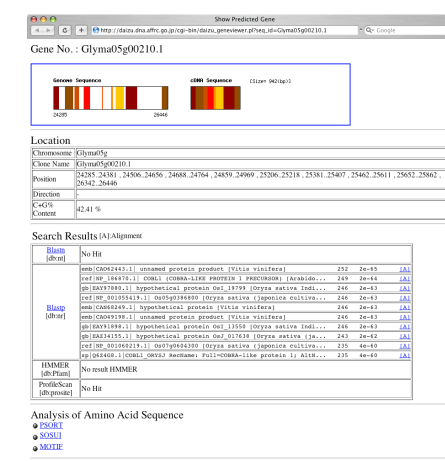 Show Predicted Gene
http://daizu.dna.affrc.go.jp/cgi-bin/daizu_geneviewer.pl?seq_id=Glyma05g00210.1
Q- Google
Gene No. : Glyma05g00210.1
Genome Sequence
cDNA Sequence
[Size= 942(bp)]
24285
26446
Location
Chromosome Glyma05g
Clone Name Glyma05g00210.1
Position 24285..24381 , 24506..24656 , 24688..24764 , 24859..24969 , 25206..25218 , 25381..25407 , 25462..25611 , 25652..25862 ,
26342..26446
Direction -
C+G%
Content 42.41 %
Search Results [A]:Alignment
Blastn
[db:nt] No Hit
Blastp
[db:nr]
emb|CAO62443.1| unnamed protein product [Vitis vinifera] 252 2e-65 [A]
ref|NP_186870.1| COBL1 (COBRA-LIKE PROTEIN 1 PRECURSOR) [Arabido... 249 2e-64 [A]
gb|EAY97880.1| hypothetical protein OsI_19799 [Oryza sativa Indi... 246 2e-63 [A]
ref|NP_001055419.1| Os05g0386800 [Oryza sativa (japonica cultiva... 246 2e-63 [A]
emb|CAN60249.1| hypothetical protein [Vitis vinifera] 246 2e-63 [A]
emb|CAO49198.1| unnamed protein product [Vitis vinifera] 246 2e-63 [A]
gb|EAY91898.1| hypothetical protein OsI_13550 [Oryza sativa Indi... 246 2e-63 [A]
gb|EAZ34155.1| hypothetical protein OsJ_017638 [Oryza sativa (ja... 243 2e-62 [A]
ref|NP_001060219.1| Os07g0604300 [Oryza sativa (japonica cultiva... 235 4e-60 [A]
sp|Q6Z4G8.1|COBL1_ORYSJ RecName: Full=COBRA-like protein 1; AltN... 235 4e-60 [A]
HMMER
[db:Pfam] No result HMMER
ProfileScan
[db:prosite] No Hit
Analysis of Amino Acid Sequence
PSORT
SOSUI
MOTIF